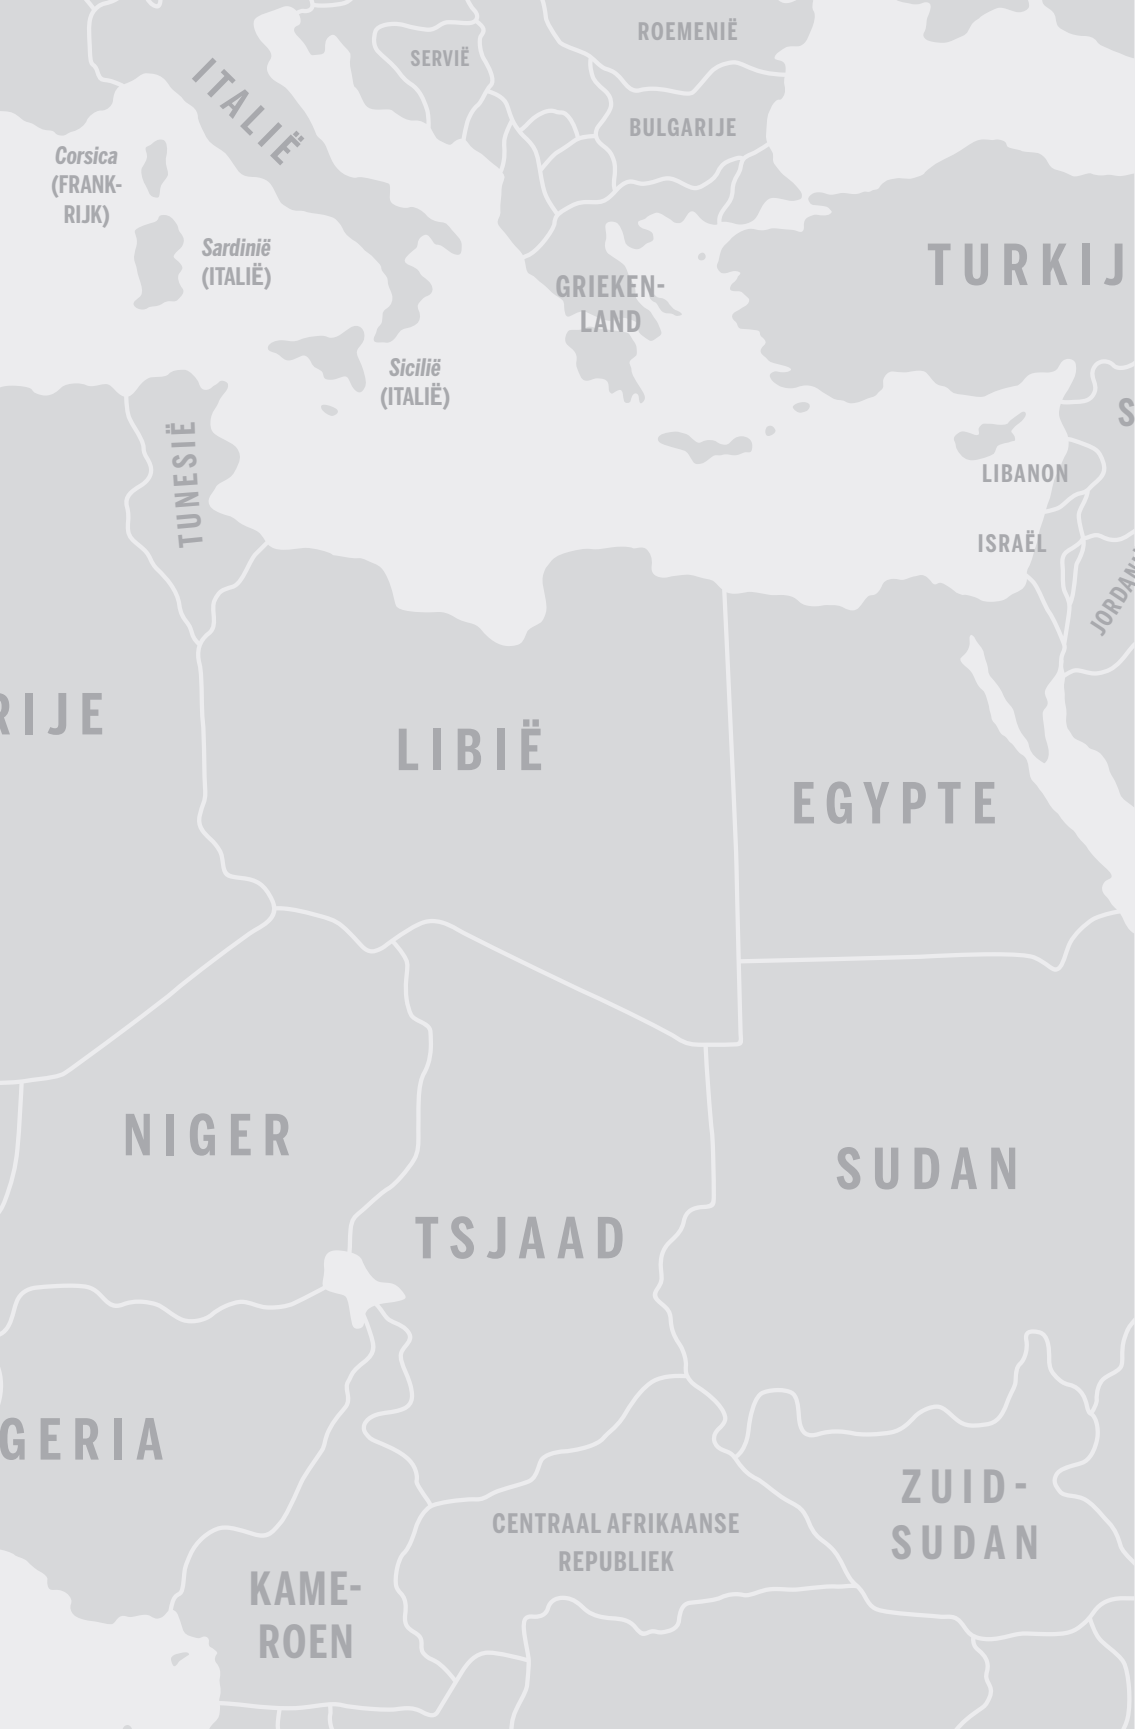 ROEMENIË
SERVIË
ITALIË
BULGARIJE
Corsica
(FRANK-
RIJK)
Sardinië
(ITALIË)
TURKIJ
GRIEKEN-
LAND
Sicilië
(ITALIË)
S
TUNESIË
LIBANON
ISRAËL
JORDANI
RIJE
LIBIË
EGYPTE
NIGER
SUDAN
TSJAAD
GERIA
ZUID-
SUDAN
CENTRAAL AFRIKAANSE
REPUBLIEK
KAME-
ROEN